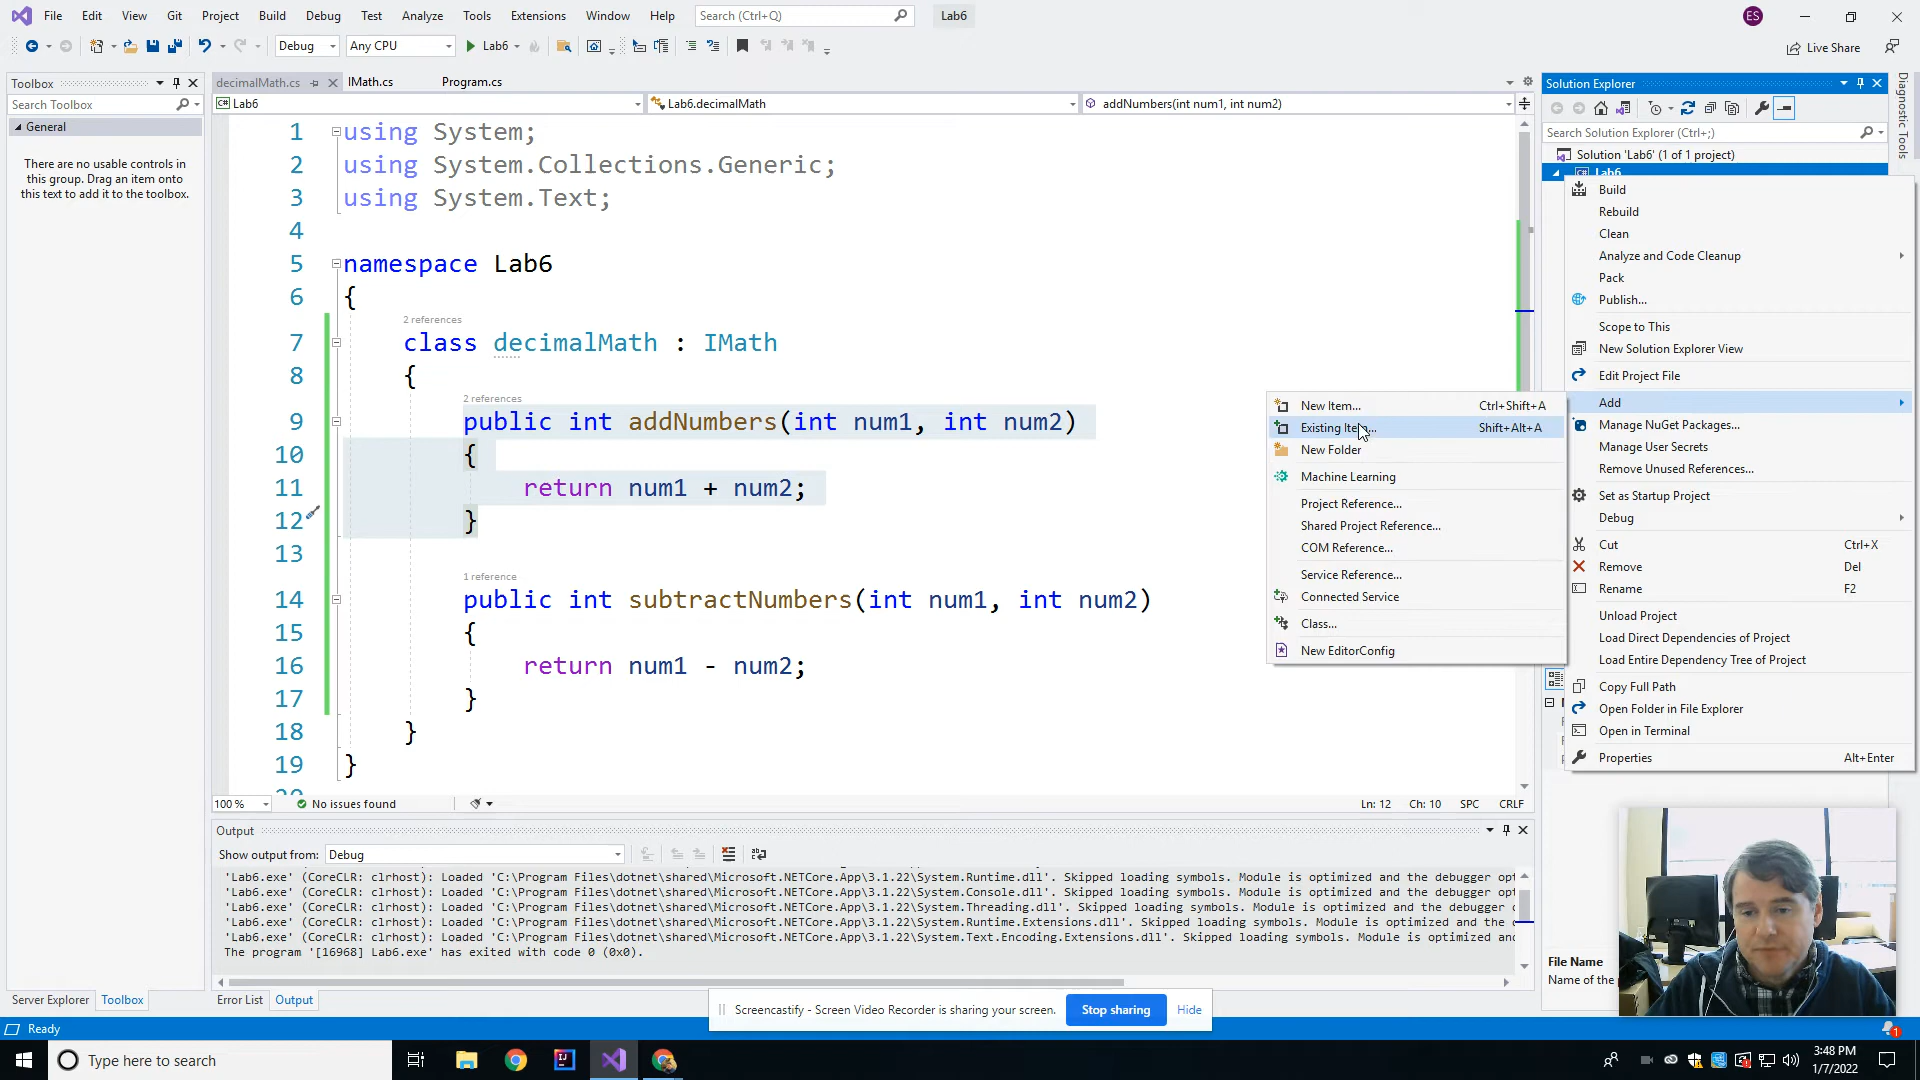 File Edit View Git Project Build Debug Test Analyze Tools Extensions Window Help Search (Ctrl+Q) Lab6 ES
Debug Any CPU Lab6 Live Share
Toolbox
Search Toolbox
General
There are no usable controls in
this group. Drag an item onto
this text to add it to the toolbox.
Server Explorer Toolbox
decimalMath.cs IMath.cs Program.cs
Lab6 Lab6.decimalMath addNumbers(int num1, int num2)
1 using System;
2 using System.Collections.Generic;
3 using System.Text;
4
5 namespace Lab6
6 {
2 references
7 class decimalMath : IMath
8 {
2 references
9 public int addNumbers(int num1, int num2)
10 {
11 return num1 + num2;
12 }
13
1 reference
14 public int subtractNumbers(int num1, int num2)
15 {
16 return num1 - num2;
17 }
18 }
19 }
100 % No issues found Ln: 12 Ch: 10 SPC CRLF
Output
Show output from: Debug
'Lab6.exe' (CoreCLR: clrhost): Loaded 'C:\Program Files\dotnet\shared\Microsoft.NETCore.App\3.1.22\System.Runtime.dll'. Skipped loading symbols. Module is optimized and the debugger opt
'Lab6.exe' (CoreCLR: clrhost): Loaded 'C:\Program Files\dotnet\shared\Microsoft.NETCore.App\3.1.22\System.Console.dll'. Skipped loading symbols. Module is optimized and the debugger opt
'Lab6.exe' (CoreCLR: clrhost): Loaded 'C:\Program Files\dotnet\shared\Microsoft.NETCore.App\3.1.22\System.Threading.dll'. Skipped loading symbols. Module is optimized and the debugger o
'Lab6.exe' (CoreCLR: clrhost): Loaded 'C:\Program Files\dotnet\shared\Microsoft.NETCore.App\3.1.22\System.Runtime.Extensions.dll'. Skipped loading symbols. Module is optimized and the d
'Lab6.exe' (CoreCLR: clrhost): Loaded 'C:\Program Files\dotnet\shared\Microsoft.NETCore.App\3.1.22\System.Text.Encoding.Extensions.dll'. Skipped loading symbols. Module is optimized and
The program '[16968] Lab6.exe' has exited with code 0 (0x0).
Error List Output
New Item... Ctrl+Shift+A
Existing Item... Shift+Alt+A
New Folder
Machine Learning
Project Reference...
Shared Project Reference...
COM Reference...
Service Reference...
Connected Service
Class...
New EditorConfig
Solution Explorer
Search Solution Explorer (Ctrl+;)
Solution 'Lab6' (1 of 1 project)
Lab6
Build
Rebuild
Clean
Analyze and Code Cleanup
Pack
Publish...
Scope to This
New Solution Explorer View
Edit Project File
Add
Manage NuGet Packages...
Manage User Secrets
Remove Unused References...
Set as Startup Project
Debug
Cut Ctrl+X
Remove Del
Rename F2
Unload Project
Load Direct Dependencies of Project
Load Entire Dependency Tree of Project
Copy Full Path
Open Folder in File Explorer
Open in Terminal
Properties Alt+Enter
Diagnostic Tools
File Name
Name of the
Screencastify - Screen Video Recorder is sharing your screen. Stop sharing Hide
Ready 1
Type here to search
3:48 PM
1/7/2022